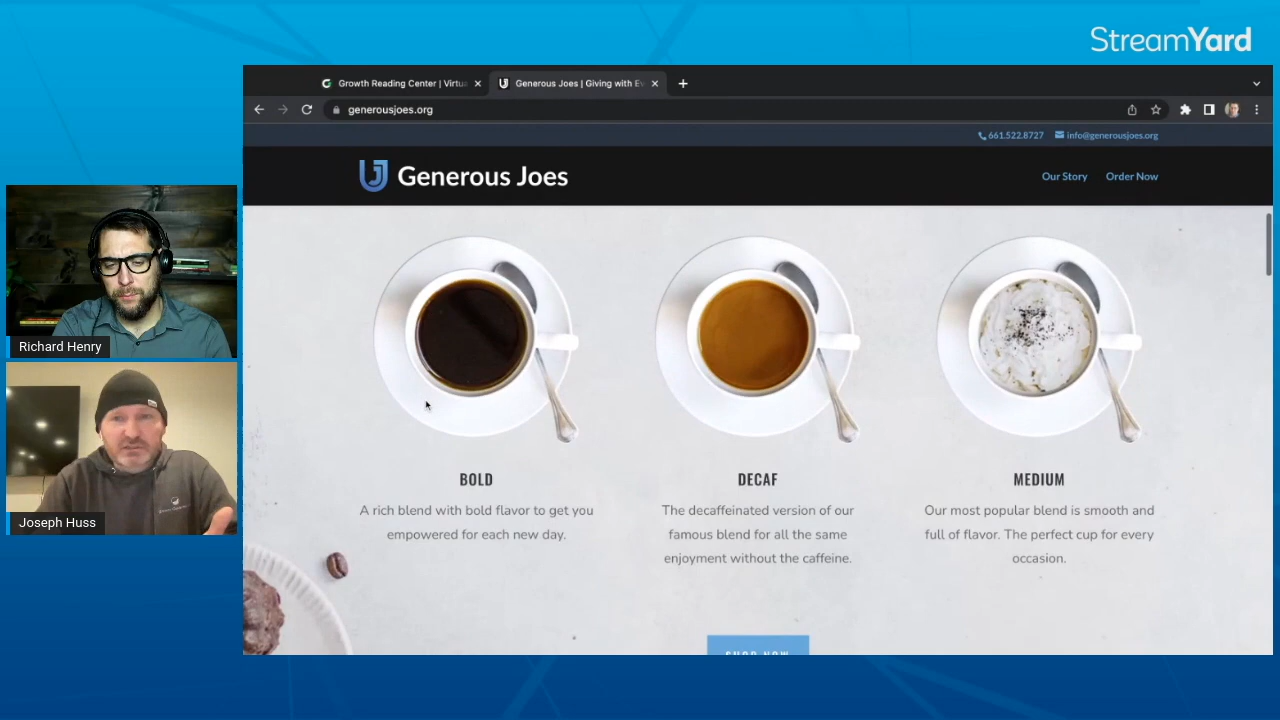 StreamYard
Growth Reading Center | Virtu
Generous Joes | Giving with Ev
generousjoes.org
661.522.8727 info@generousjoes.org
Generous Joes
Our Story Order Now
Richard Henry
Joseph Huss
BOLD
A rich blend with bold flavor to get you
empowered for each new day.
DECAF
The decaffeinated version of our
famous blend for all the same
enjoyment without the caffeine.
MEDIUM
Our most popular blend is smooth and
full of flavor. The perfect cup for every
occasion.
SHOP NOW